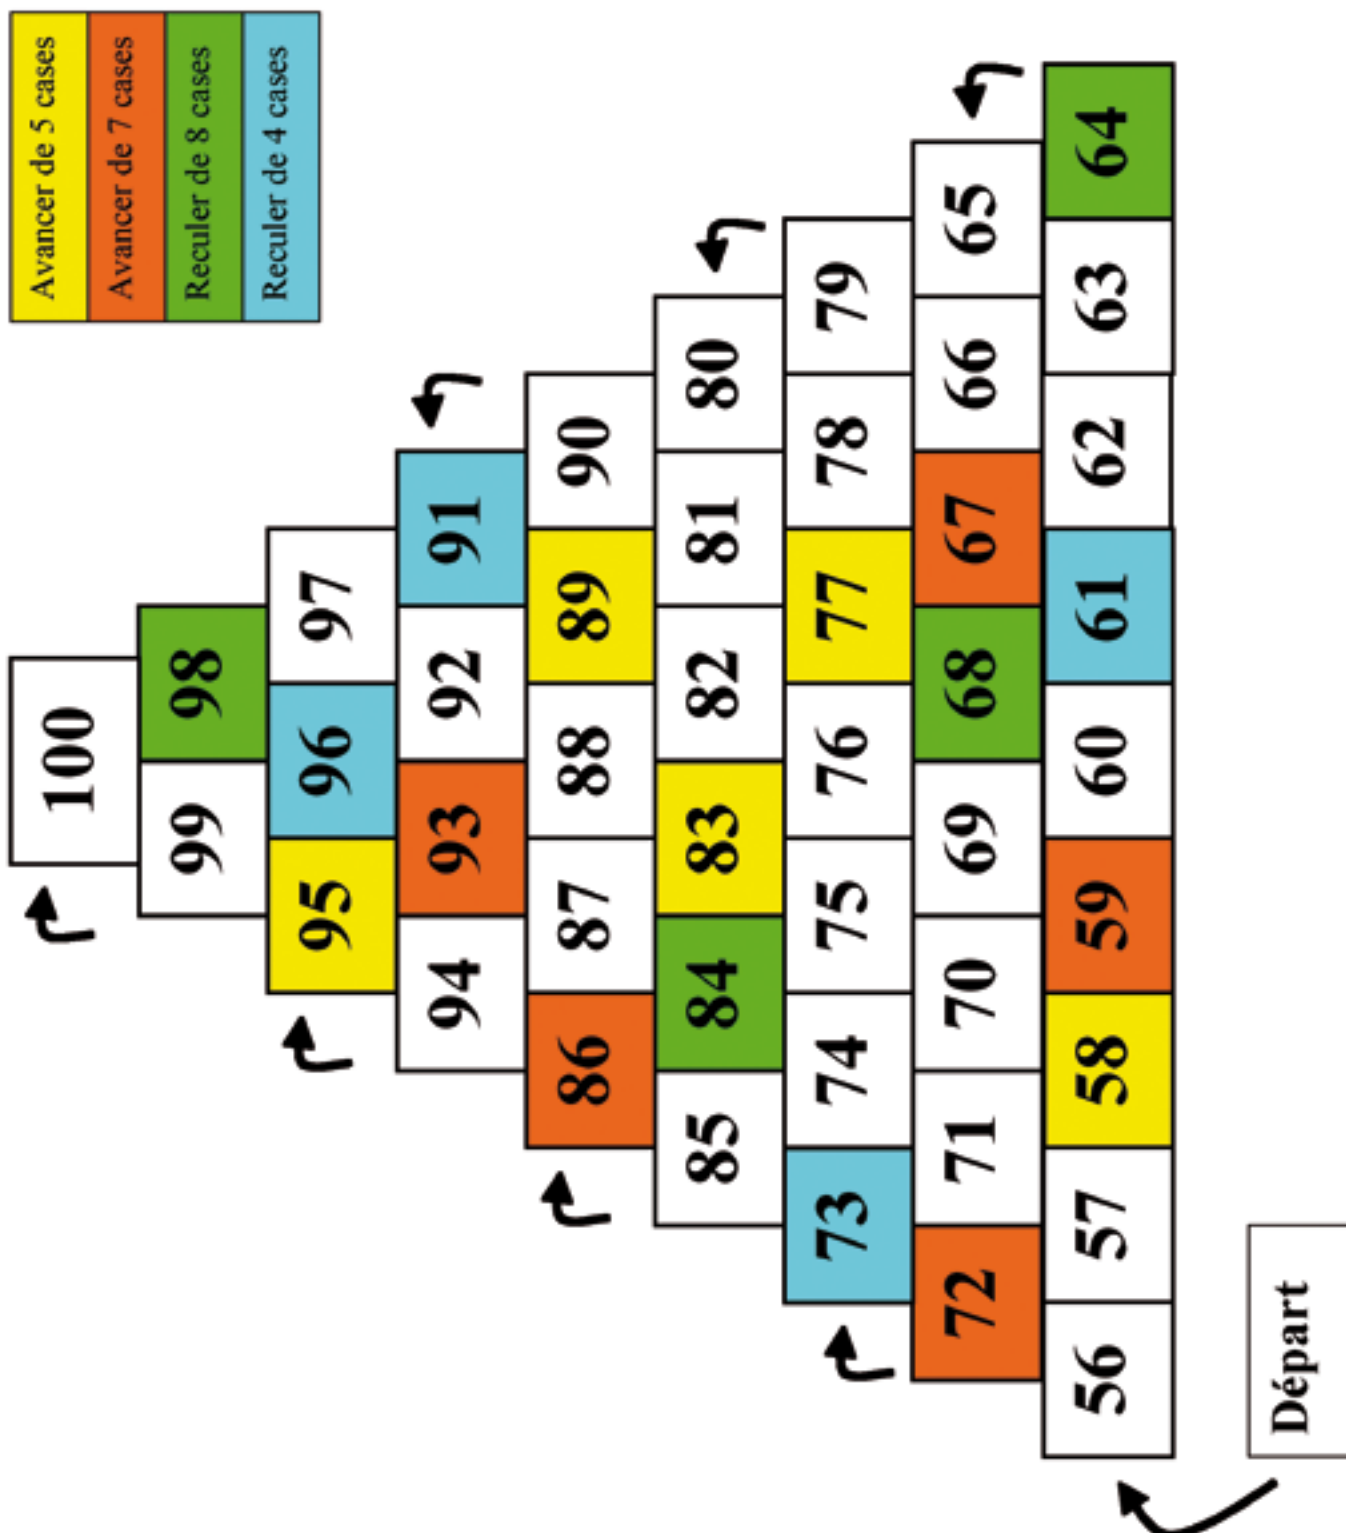 Avancer de 5 cases
Avancer de 7 cases
Reculer de 8 cases
Reculer de 4 cases
100
99 98
95 96 97
94 93 92 91
86 87 88 89 90
85 84 83 82 81 80
73 74 75 76 77 78 79
72 71 70 69 68 67 66 65
56 57 58 59 60 61 62 63 64
Départ